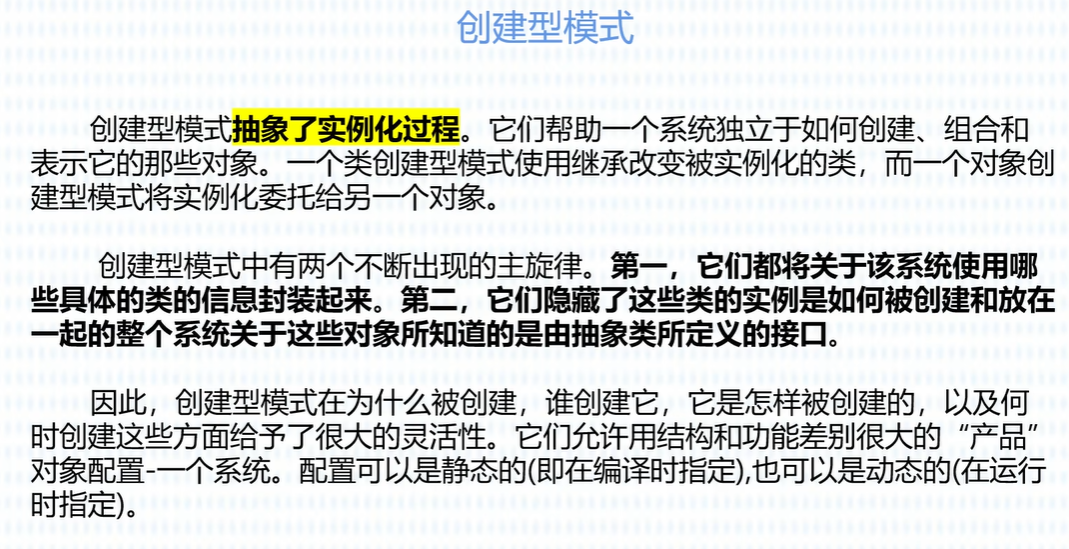 创建型模式
创建型模式抽象了实例化过程。它们帮助一个系统独立于如何创建、组合和
表示它的那些对象。一个类创建型模式使用继承改变被实例化的类，而一个对象创
建型模式将实例化委托给另一个对象。
创建型模式中有两个不断出现的主旋律。第一，它们都将关于该系统使用哪
些具体的类的信息封装起来。第二，它们隐藏了这些类的实例是如何被创建和放在
一起的整个系统关于这些对象所知道的是由抽象类所定义的接口。
因此，创建型模式在为什么被创建，谁创建它，它是怎样被创建的，以及何
时创建这些方面给予了很大的灵活性。它们允许用结构和功能差别很大的“产品”
对象配置-一个系统。配置可以是静态的(即在编译时指定),也可以是动态的(在运行
时指定)。